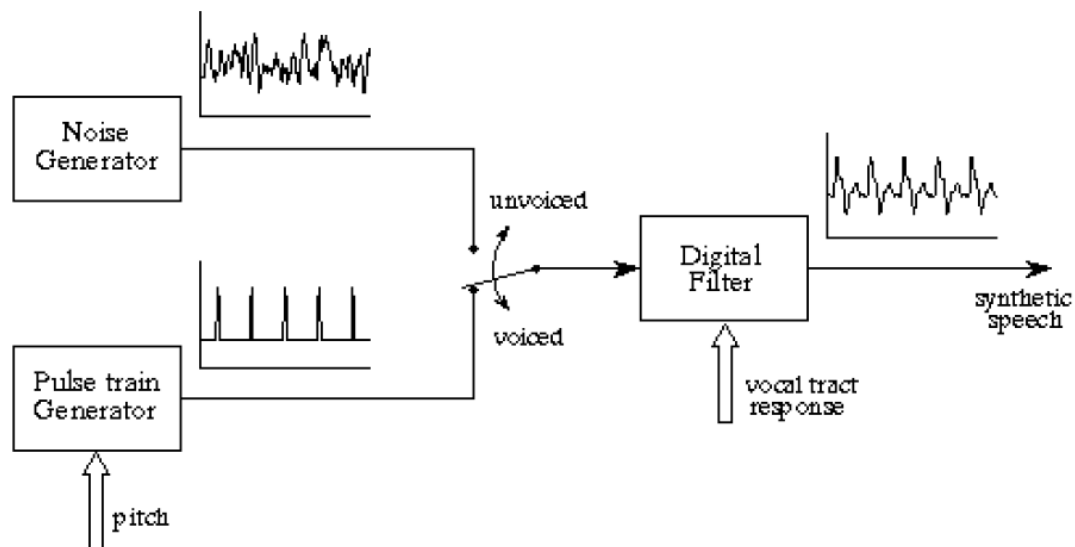 Noise
Generator
unvoiced
voiced
Pulse train
Generator
pitch
Digital
Filter
vocal tract
response
synthetic
speech